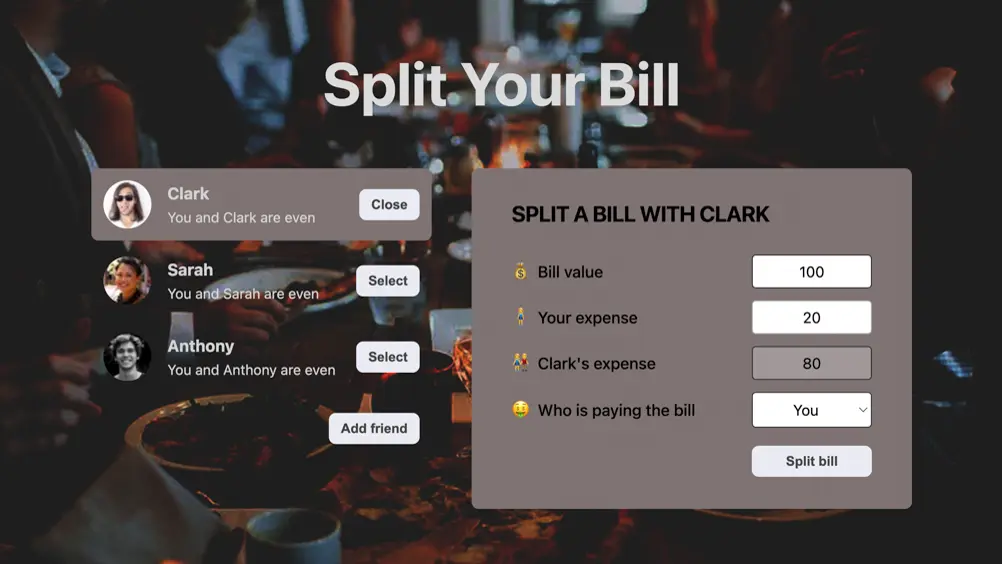 Split Your Bill
Clark
You and Clark are even
Close
Sarah
You and Sarah are even
Select
Anthony
You and Anthony are even
Select
Add friend
SPLIT A BILL WITH CLARK
💰 Bill value
100
🧍‍♀️ Your expense
20
👫 Clark's expense
80
🤑 Who is paying the bill
You
Split bill